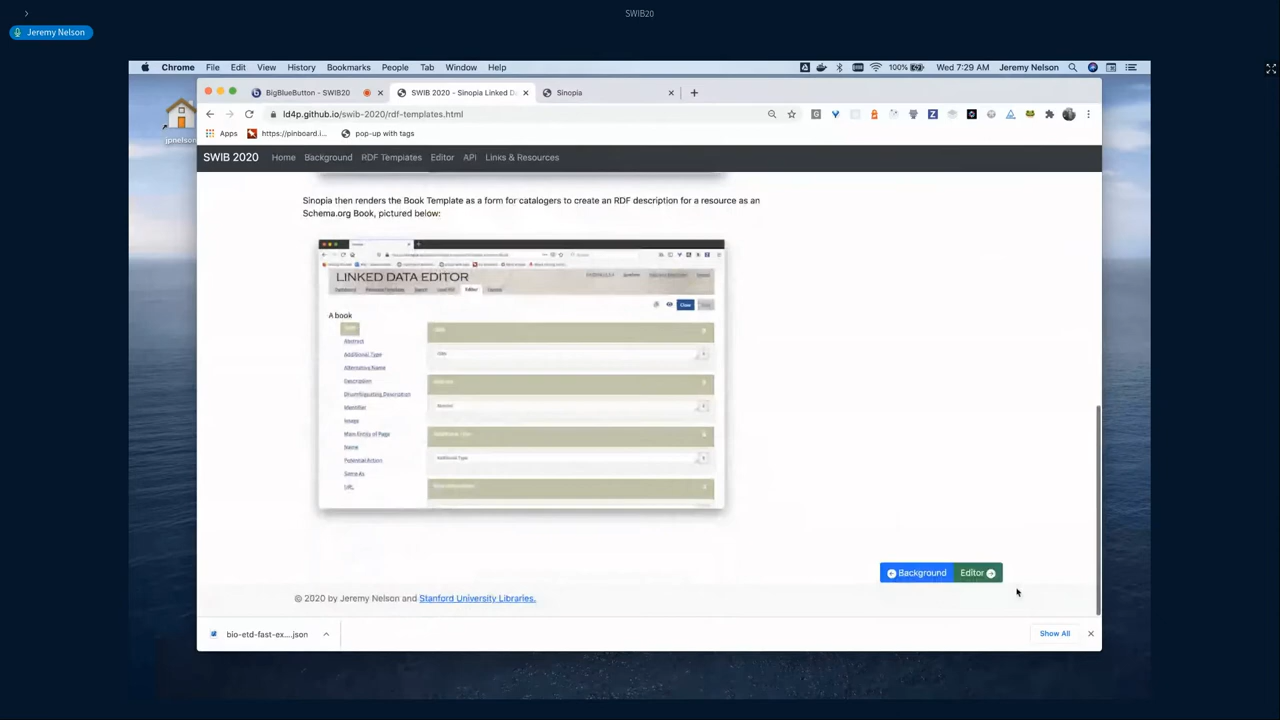 SWIB20
Jeremy Nelson
Chrome File Edit View History Bookmarks People Tab Window Help 100% Wed 7:29 AM Jeremy Nelson
BigBlueButton - SWIB20
SWIB 2020 - Sinopia Linked D
Sinopia
ld4p.github.io/swib-2020/rdf-templates.html
Apps https://pinboard.i... pop-up with tags
jpnelson
SWIB 2020 Home Background RDF Templates Editor API Links & Resources
Sinopia then renders the Book Template as a form for catalogers to create an RDF description for a resource as an
Schema.org Book, pictured below:
LINKED DATA EDITOR
Editor
Close
A book
Abstract
Additional Type
Alternative Name
Description
Disambiguating Description
Identifier
Image
Main Entity of Page
Name
Potential Action
Same As
Abstract
Additional Type
Background Editor
© 2020 by Jeremy Nelson and Stanford University Libraries.
bio-etd-fast-ex....json
Show All